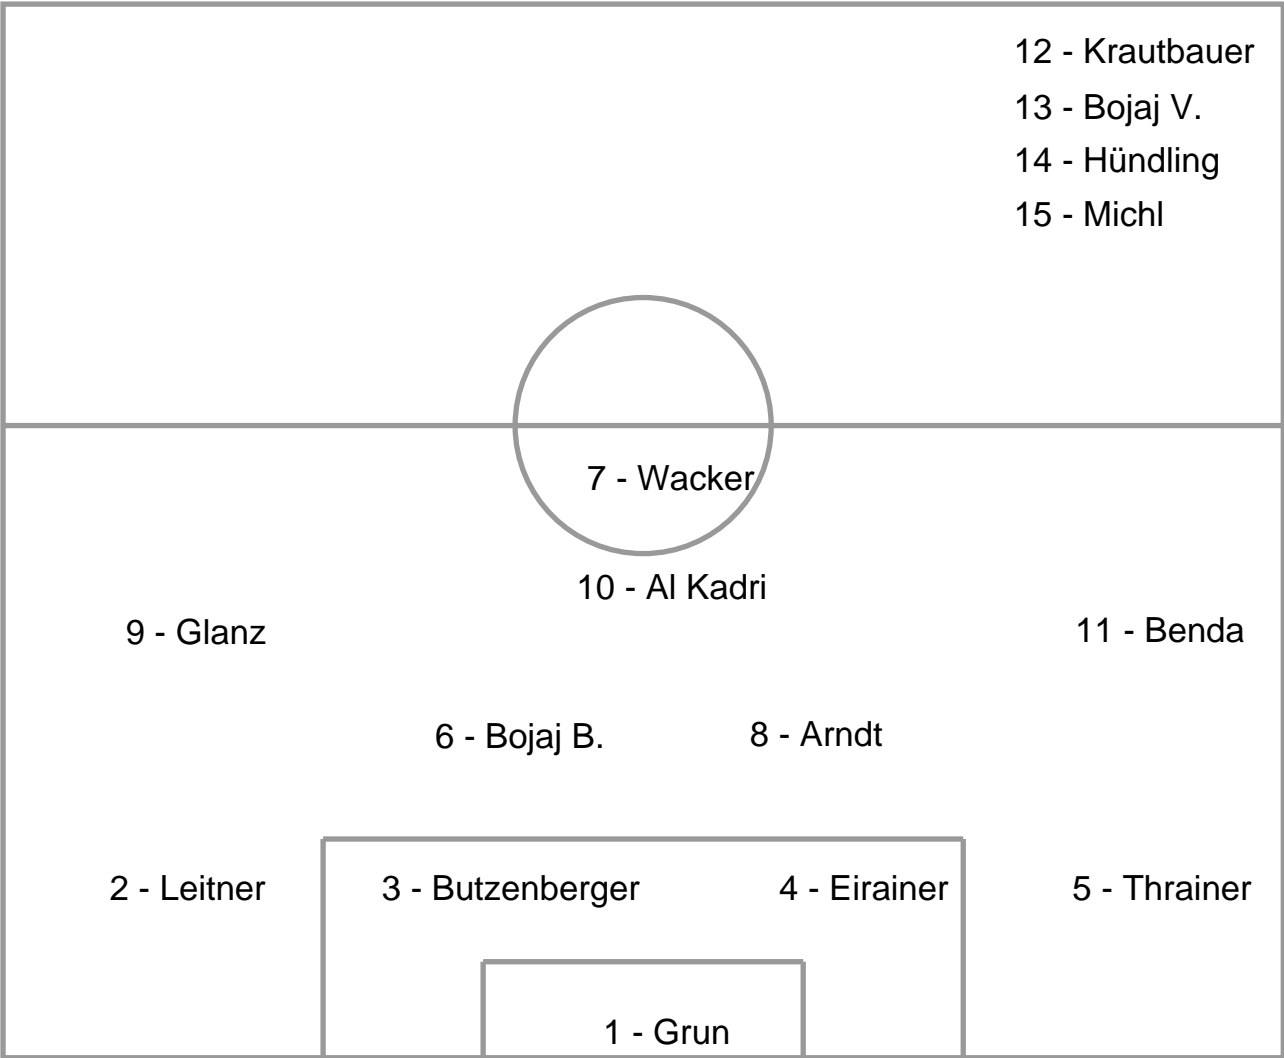 12 - Krautbauer
13 - Bojaj V.
14 - Hündling
15 - Michl
7 - Wacker
10 - Al Kadri
9 - Glanz
11 - Benda
6 - Bojaj B.
8 - Arndt
2 - Leitner
3 - Butzenberger
4 - Eirainer
5 - Thrainer
1 - Grun